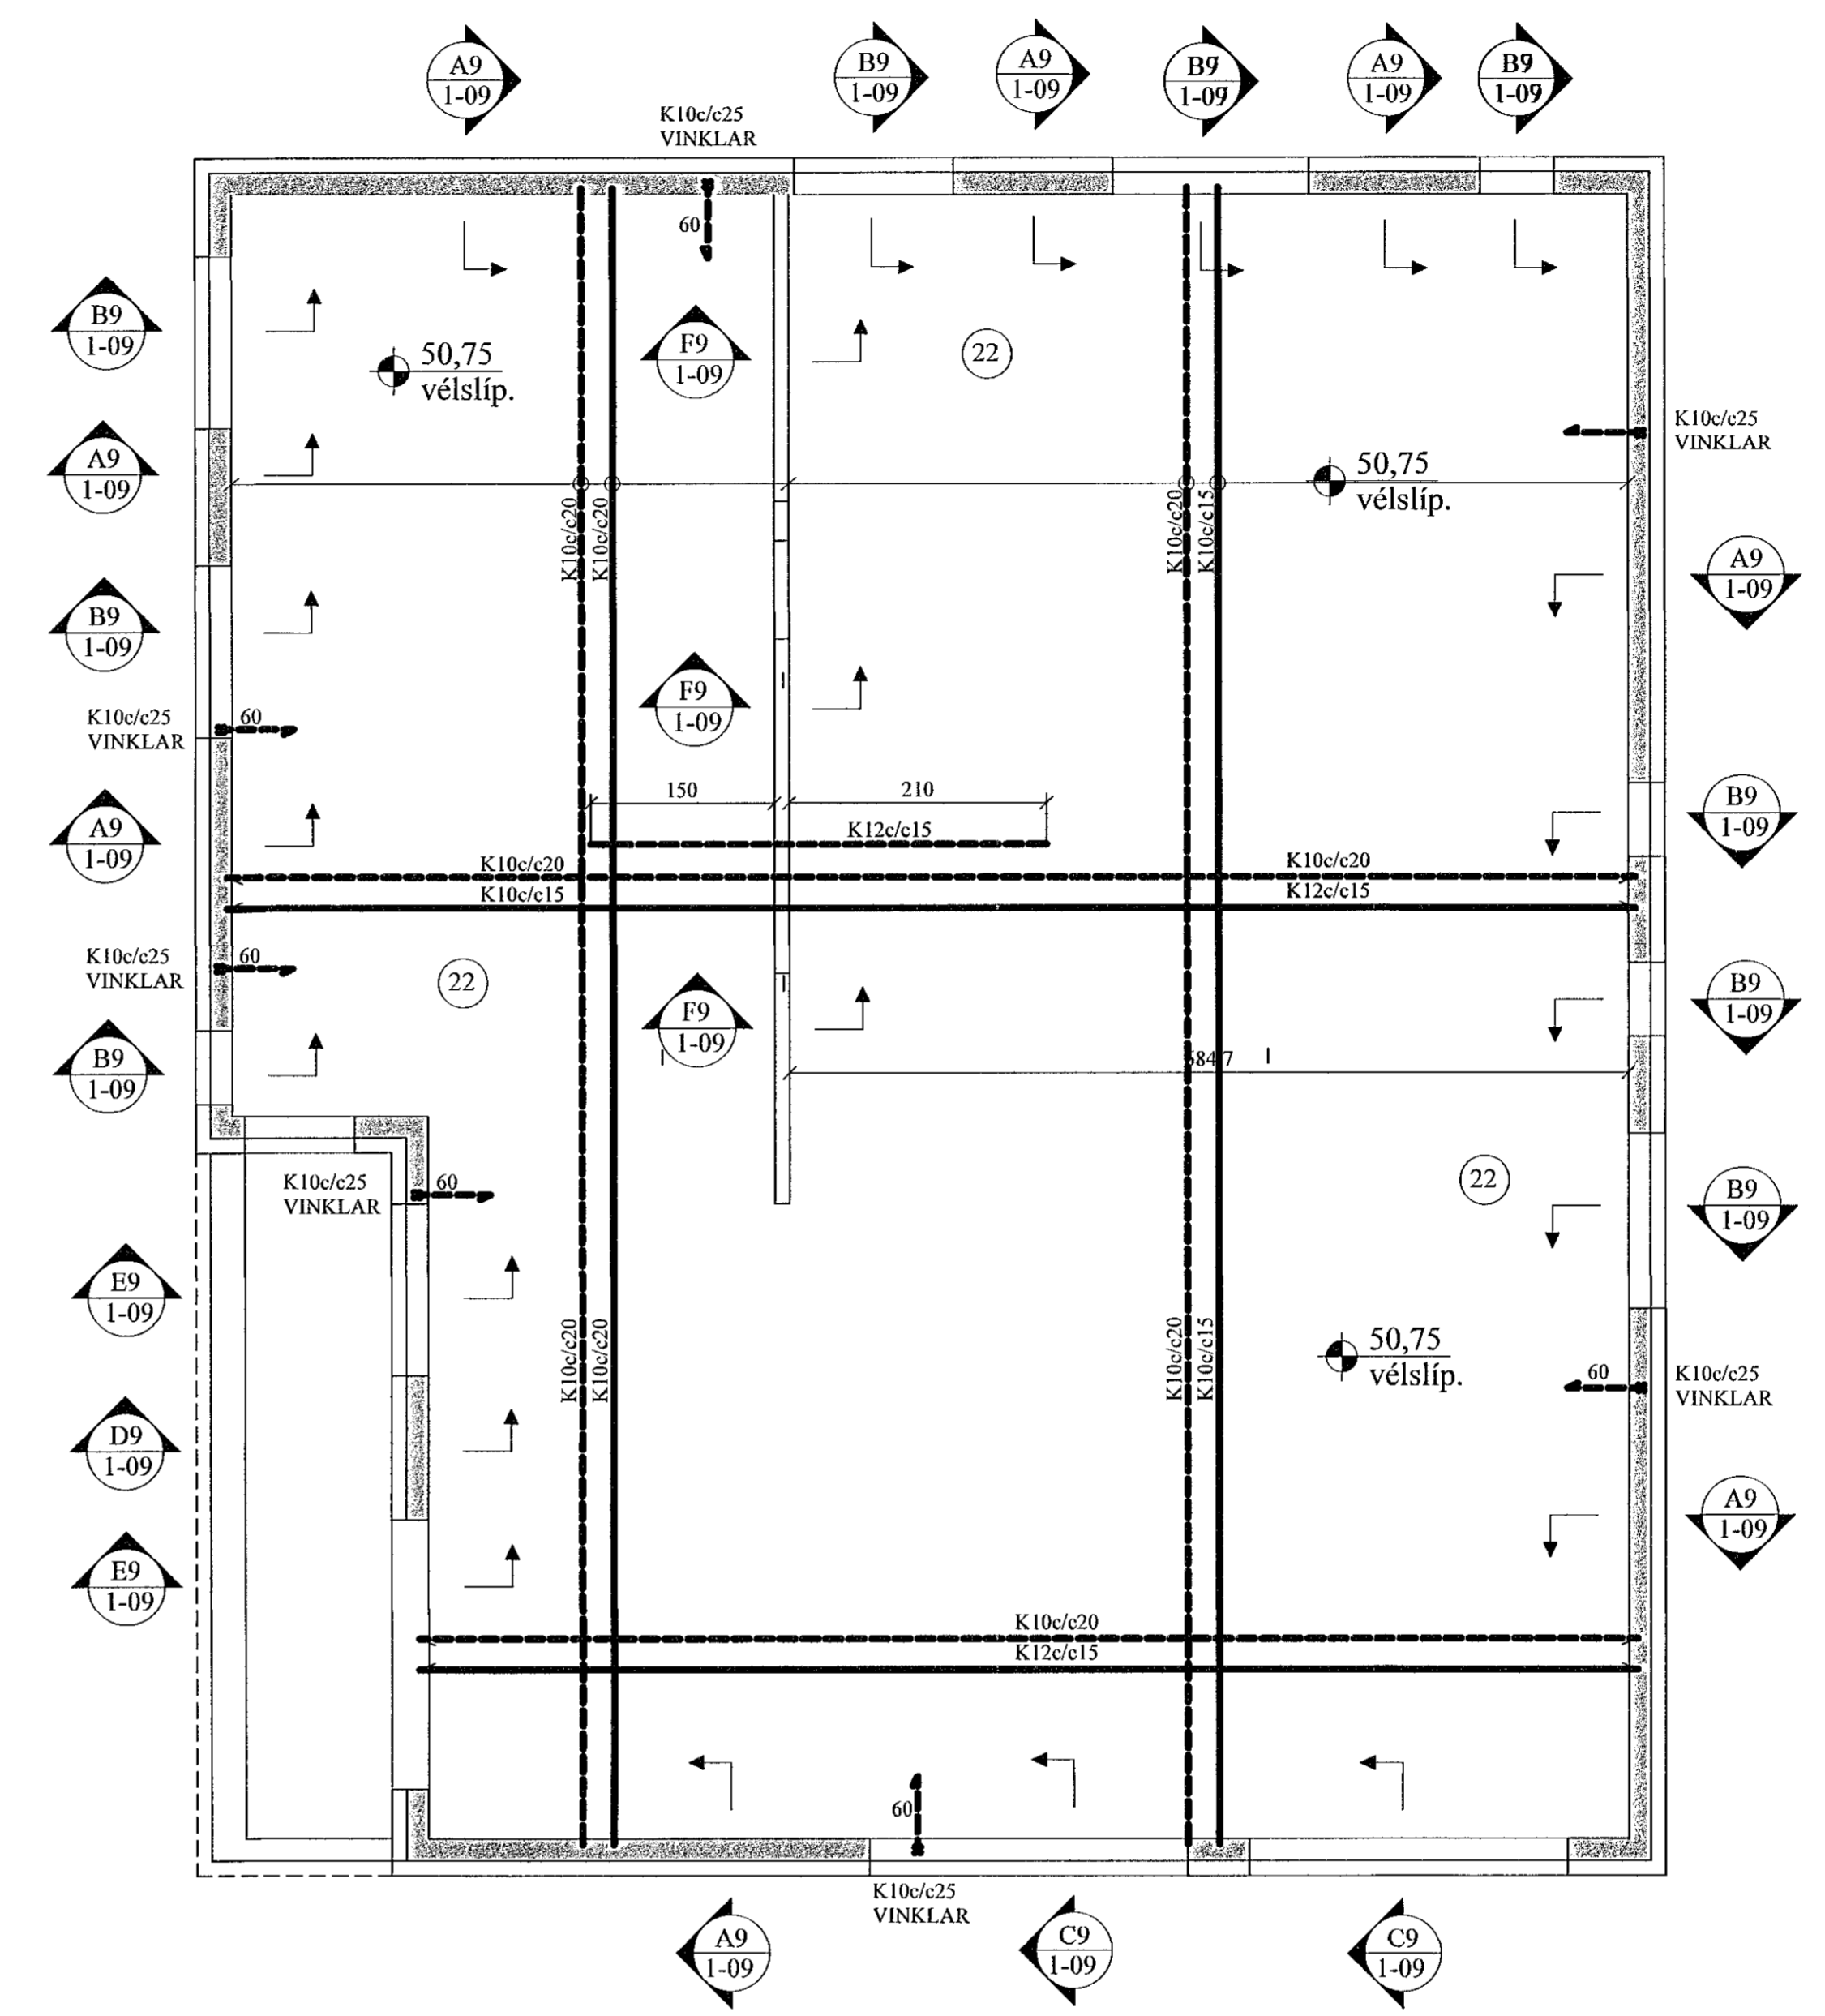 A9
1-09
B9
1-09
A9
1-09
B9
1-09
A9
1-09
B9
1-09
K10c/c25
VINKLAR
60
B9
1-09
F9
1-09
22
50,75
vélslíp.
K10c/c25
VINKLAR
A9
1-09
50,75
vélslíp.
K10c/c20
K10c/c20
K10c/c20
K10c/c15
A9
1-09
B9
1-09
F9
1-09
K10c/c25
VINKLAR
60
150
210
B9
1-09
A9
1-09
K12c/c15
K10c/c20
K10c/c20
K10c/c15
K12c/c15
K10c/c25
VINKLAR
60
22
B9
1-09
F9
1-09
B9
1-09
K10c/c25
VINKLAR
60
22
B9
1-09
E9
1-09
K10c/c20
K10c/c20
K10c/c20
K10c/c15
50,75
vélslíp.
60
K10c/c25
VINKLAR
D9
1-09
A9
1-09
E9
1-09
K10c/c20
K12c/c15
60
K10c/c25
VINKLAR
A9
1-09
C9
1-09
C9
1-09